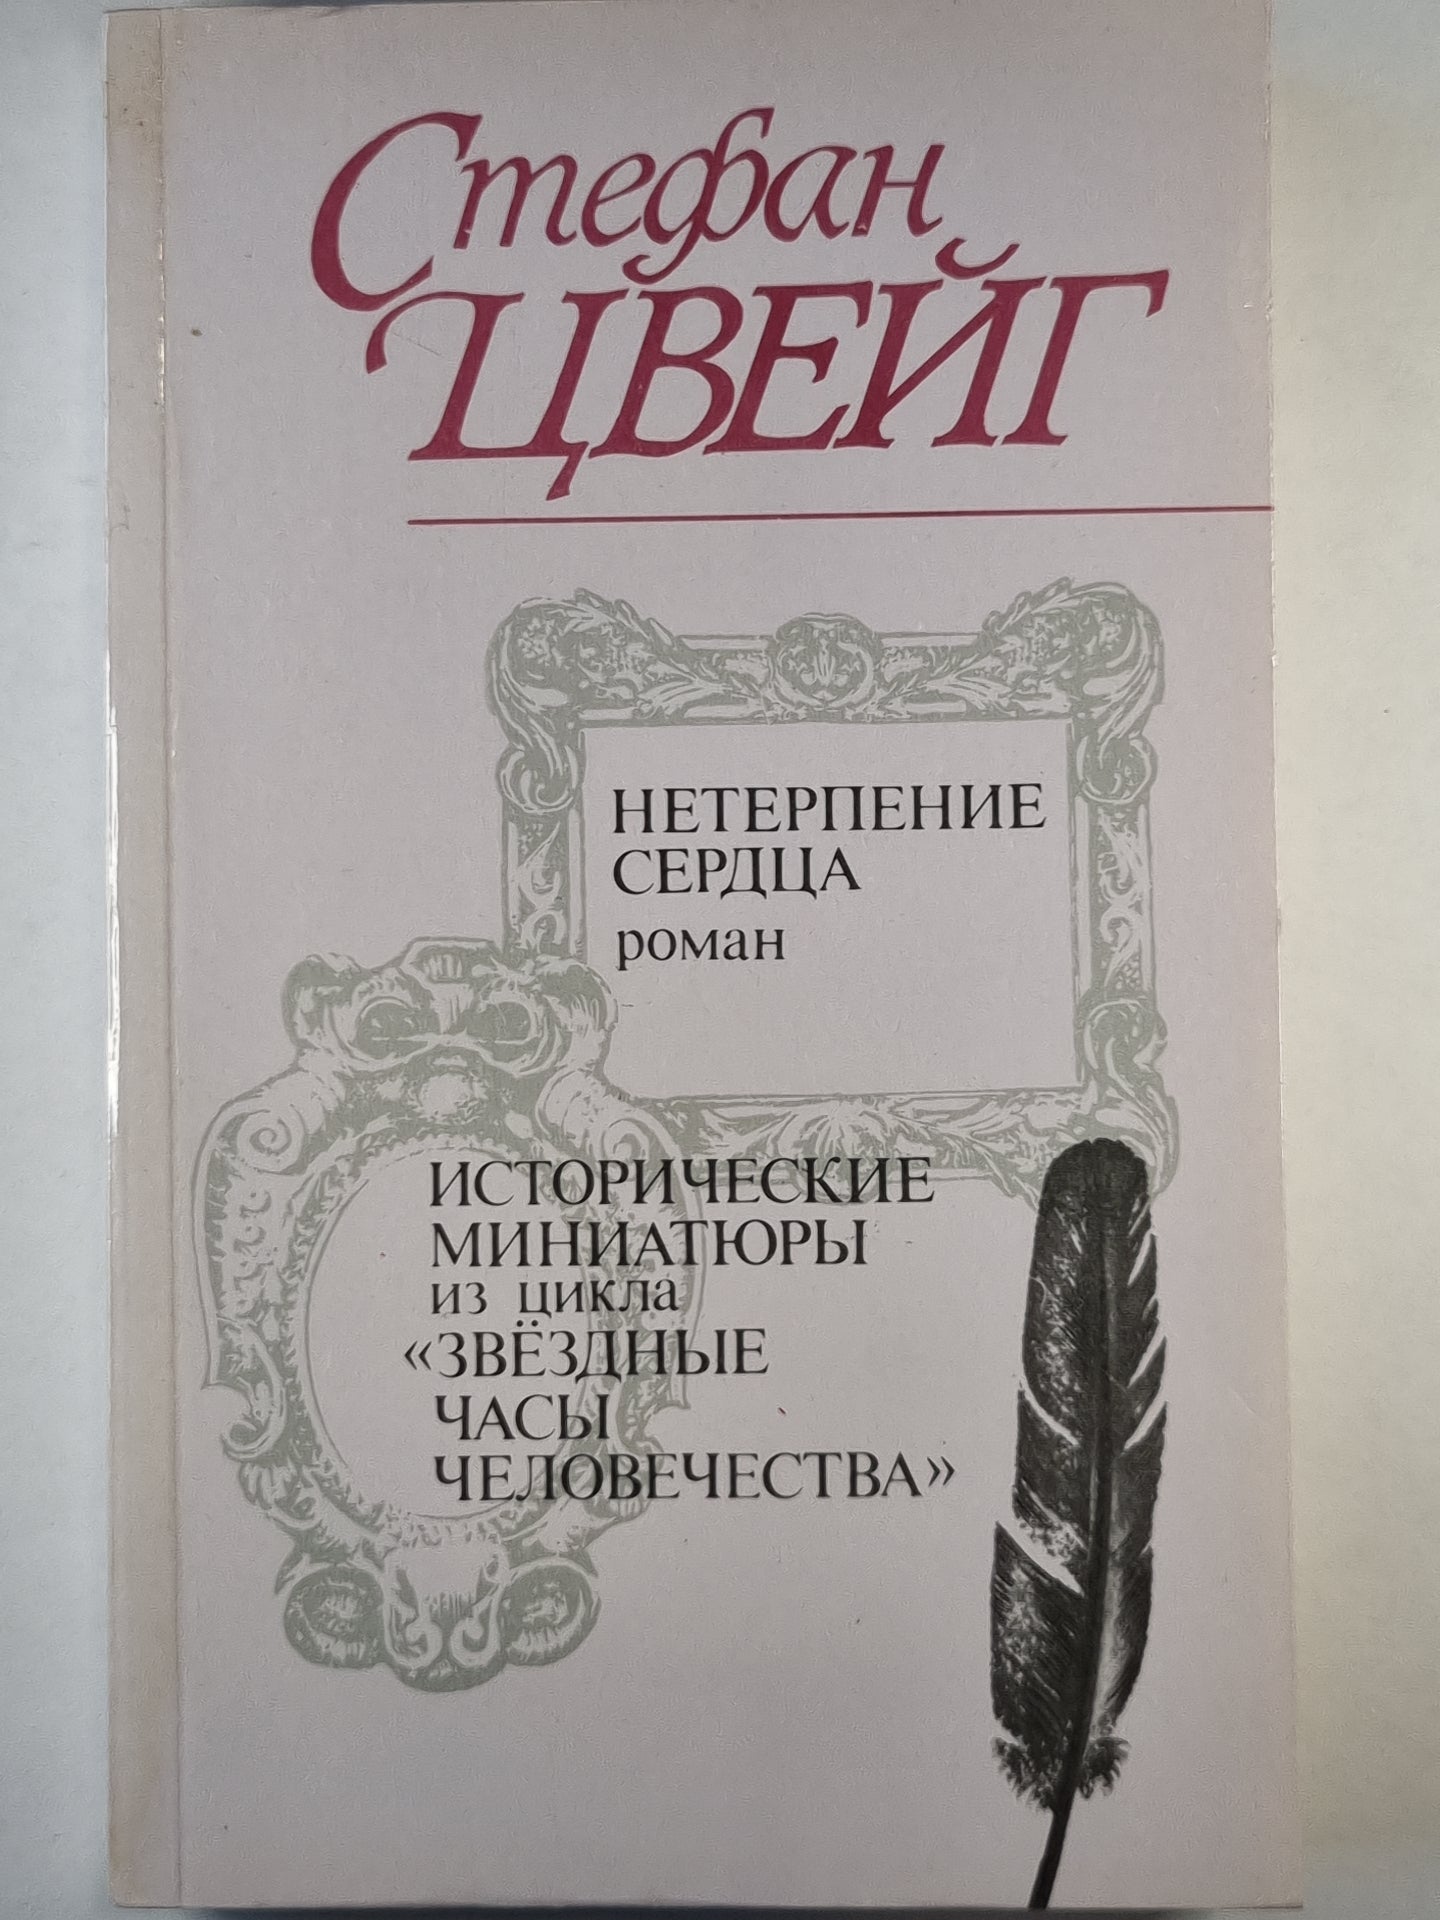 Стефан
ЦВЕЙГ
НЕТЕРПЕНИЕ
СЕРДЦА
роман
ИСТОРИЧЕСКИЕ
МИНИАТЮРЫ
из цикла
«ЗВЁЗДНЫЕ
ЧАСЫ
ЧЕЛОВЕЧЕСТВА»